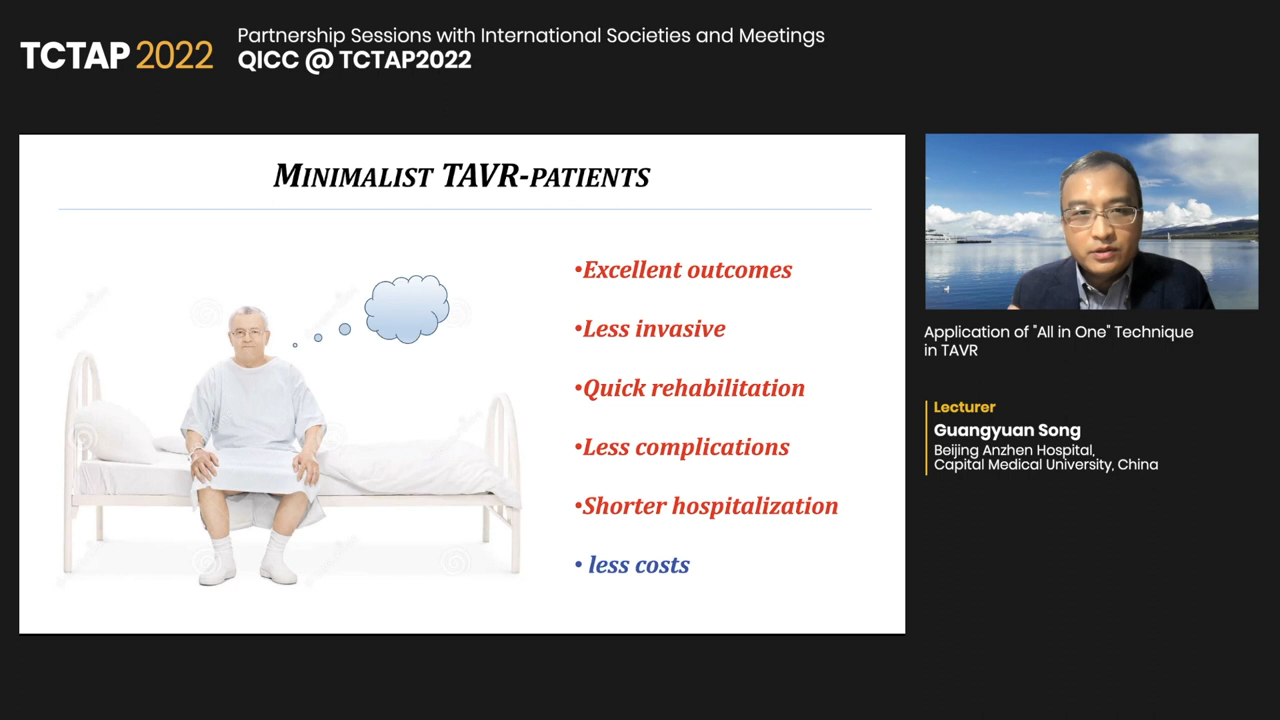 TCTAP 2022
Partnership Sessions with International Societies and Meetings
QICC @ TCTAP2022
MINIMALIST TAVR-PATIENTS
•Excellent outcomes
•Less invasive
•Quick rehabilitation
•Less complications
•Shorter hospitalization
• less costs
Application of "All in One" Technique
in TAVR
Lecturer
Guangyuan Song
Beijing Anzhen Hospital,
Capital Medical University, China